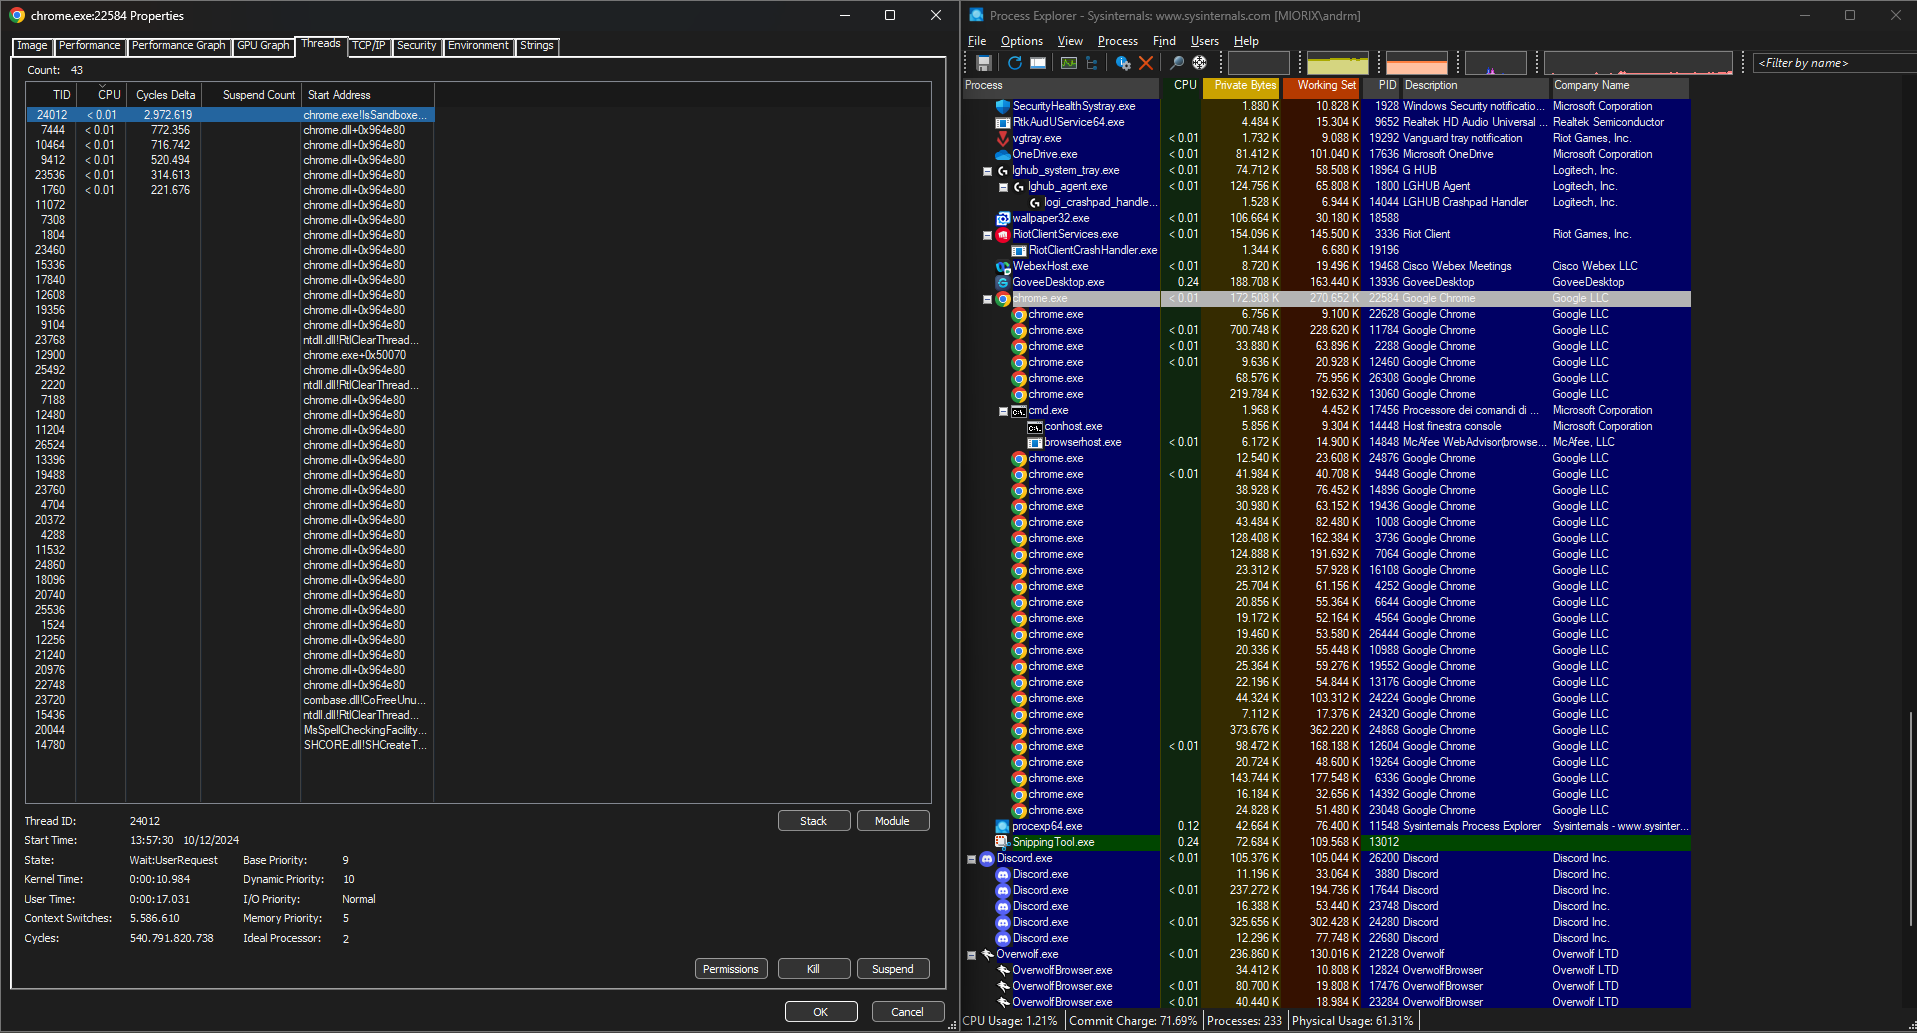 chrome.exe:22584 Properties
Image Performance Performance Graph GPU Graph Threads TCP/IP Security Environment Strings
Count: 43
TID CPU Cycles Delta Suspend Count Start Address
24012 < 0.01 2.972.619 chrome.exe!IsSandboxe...
7444 < 0.01 772.356 chrome.dll+0x964e80
10464 < 0.01 716.742 chrome.dll+0x964e80
9412 < 0.01 520.494 chrome.dll+0x964e80
23536 < 0.01 314.613 chrome.dll+0x964e80
1760 < 0.01 221.676 chrome.dll+0x964e80
11072 chrome.dll+0x964e80
7308 chrome.dll+0x964e80
1804 chrome.dll+0x964e80
23460 chrome.dll+0x964e80
15336 chrome.dll+0x964e80
17840 chrome.dll+0x964e80
12608 chrome.dll+0x964e80
19356 chrome.dll+0x964e80
9104 chrome.dll+0x964e80
23768 ntdll.dll!RtlClearThread...
12900 chrome.exe+0x50070
25492 chrome.dll+0x964e80
2220 ntdll.dll!RtlClearThread...
7188 chrome.dll+0x964e80
12480 chrome.dll+0x964e80
11204 chrome.dll+0x964e80
26524 chrome.dll+0x964e80
13396 chrome.dll+0x964e80
19488 chrome.dll+0x964e80
23760 chrome.dll+0x964e80
4704 chrome.dll+0x964e80
20372 chrome.dll+0x964e80
4288 chrome.dll+0x964e80
11532 chrome.dll+0x964e80
24860 chrome.dll+0x964e80
18096 chrome.dll+0x964e80
20740 chrome.dll+0x964e80
25536 chrome.dll+0x964e80
1524 chrome.dll+0x964e80
12256 chrome.dll+0x964e80
21240 chrome.dll+0x964e80
20976 chrome.dll+0x964e80
22748 chrome.dll+0x964e80
23720 combase.dll!CoFreeUnu...
15436 ntdll.dll!RtlClearThread...
20044 MsSpellCheckingFacility...
14780 SHCORE.dll!SHCreateT...
Thread ID: 24012 Stack Module
Start Time: 13:57:30 10/12/2024
State: Wait:UserRequest Base Priority: 9
Kernel Time: 0:00:10.984 Dynamic Priority: 10
User Time: 0:00:17.031 I/O Priority: Normal
Context Switches: 5.586.610 Memory Priority: 5
Cycles: 540.791.820.738 Ideal Processor: 2
Permissions Kill Suspend
OK Cancel
Process Explorer - Sysinternals: www.sysinternals.com [MIORIX\andrm]
File Options View Process Find Users Help
<Filter by name>
Process CPU Private Bytes Working Set PID Description Company Name
SecurityHealthSystray.exe 1.880 K 10.828 K 1928 Windows Security notificatio... Microsoft Corporation
RtkAudUService64.exe 4.484 K 15.304 K 9652 Realtek HD Audio Universal ... Realtek Semiconductor
vgtray.exe < 0.01 1.732 K 9.088 K 19292 Vanguard tray notification Riot Games, Inc.
OneDrive.exe < 0.01 81.412 K 101.040 K 17636 Microsoft OneDrive Microsoft Corporation
lghub_system_tray.exe < 0.01 74.712 K 58.508 K 18964 G HUB Logitech, Inc.
lghub_agent.exe < 0.01 124.756 K 65.808 K 1800 LGHUB Agent Logitech, Inc.
logi_crashpad_handle... 1.528 K 6.944 K 14044 LGHUB Crashpad Handler Logitech, Inc.
wallpaper32.exe < 0.01 106.664 K 30.180 K 18588
RiotClientServices.exe < 0.01 154.096 K 145.500 K 3336 Riot Client Riot Games, Inc.
RiotClientCrashHandler.exe 1.344 K 6.680 K 19196
WebexHost.exe < 0.01 8.720 K 19.496 K 19468 Cisco Webex Meetings Cisco Webex LLC
GoveeDesktop.exe 0.24 188.708 K 163.440 K 13936 GoveeDesktop GoveeDesktop
chrome.exe < 0.01 172.508 K 270.652 K 22584 Google Chrome Google LLC
chrome.exe 6.756 K 9.100 K 22628 Google Chrome Google LLC
chrome.exe < 0.01 700.748 K 228.620 K 11784 Google Chrome Google LLC
chrome.exe < 0.01 33.880 K 63.896 K 2288 Google Chrome Google LLC
chrome.exe < 0.01 9.636 K 20.928 K 12460 Google Chrome Google LLC
chrome.exe 68.576 K 75.956 K 26308 Google Chrome Google LLC
chrome.exe 219.784 K 192.632 K 13060 Google Chrome Google LLC
cmd.exe 1.968 K 4.452 K 17456 Processore dei comandi di ... Microsoft Corporation
conhost.exe 5.856 K 9.304 K 14448 Host finestra console Microsoft Corporation
browserhost.exe < 0.01 6.172 K 14.900 K 14848 McAfee WebAdvisor(browse... McAfee, LLC
chrome.exe 12.540 K 23.608 K 24876 Google Chrome Google LLC
chrome.exe < 0.01 41.984 K 40.708 K 9448 Google Chrome Google LLC
chrome.exe 38.928 K 76.452 K 14896 Google Chrome Google LLC
chrome.exe 30.980 K 63.152 K 19436 Google Chrome Google LLC
chrome.exe 43.484 K 82.480 K 1008 Google Chrome Google LLC
chrome.exe 128.408 K 162.384 K 3736 Google Chrome Google LLC
chrome.exe 124.888 K 191.692 K 7064 Google Chrome Google LLC
chrome.exe 23.312 K 57.928 K 16108 Google Chrome Google LLC
chrome.exe 25.704 K 61.156 K 4252 Google Chrome Google LLC
chrome.exe 20.856 K 55.364 K 6644 Google Chrome Google LLC
chrome.exe 19.172 K 52.164 K 4564 Google Chrome Google LLC
chrome.exe 19.460 K 53.580 K 26444 Google Chrome Google LLC
chrome.exe 20.336 K 55.448 K 10988 Google Chrome Google LLC
chrome.exe 25.364 K 59.276 K 19552 Google Chrome Google LLC
chrome.exe 22.196 K 54.844 K 13176 Google Chrome Google LLC
chrome.exe 44.324 K 103.312 K 24224 Google Chrome Google LLC
chrome.exe 7.112 K 17.376 K 24320 Google Chrome Google LLC
chrome.exe 373.676 K 362.220 K 24868 Google Chrome Google LLC
chrome.exe < 0.01 98.472 K 168.188 K 12604 Google Chrome Google LLC
chrome.exe 20.724 K 48.600 K 19264 Google Chrome Google LLC
chrome.exe 143.744 K 177.548 K 6336 Google Chrome Google LLC
chrome.exe 16.184 K 32.656 K 14392 Google Chrome Google LLC
chrome.exe 24.828 K 51.480 K 23048 Google Chrome Google LLC
procexp64.exe 0.12 42.664 K 76.400 K 11548 Sysinternals Process Explorer Sysinternals - www.sysinter...
SnippingTool.exe 0.24 72.684 K 109.568 K 13012
Discord.exe < 0.01 105.376 K 105.044 K 26200 Discord Discord Inc.
Discord.exe 11.196 K 33.064 K 3880 Discord Discord Inc.
Discord.exe < 0.01 237.272 K 194.736 K 17644 Discord Discord Inc.
Discord.exe 16.388 K 53.440 K 23748 Discord Discord Inc.
Discord.exe < 0.01 325.656 K 302.428 K 24280 Discord Discord Inc.
Discord.exe 12.296 K 77.748 K 22680 Discord Discord Inc.
Overwolf.exe < 0.01 236.860 K 130.016 K 21228 Overwolf Overwolf LTD
OverwolfBrowser.exe 34.412 K 10.808 K 12824 OverwolfBrowser Overwolf LTD
OverwolfBrowser.exe < 0.01 80.700 K 19.808 K 17476 OverwolfBrowser Overwolf LTD
OverwolfBrowser.exe < 0.01 40.440 K 18.984 K 23284 OverwolfBrowser Overwolf LTD
CPU Usage: 1.21% Commit Charge: 71.69% Processes: 233 Physical Usage: 61.31%